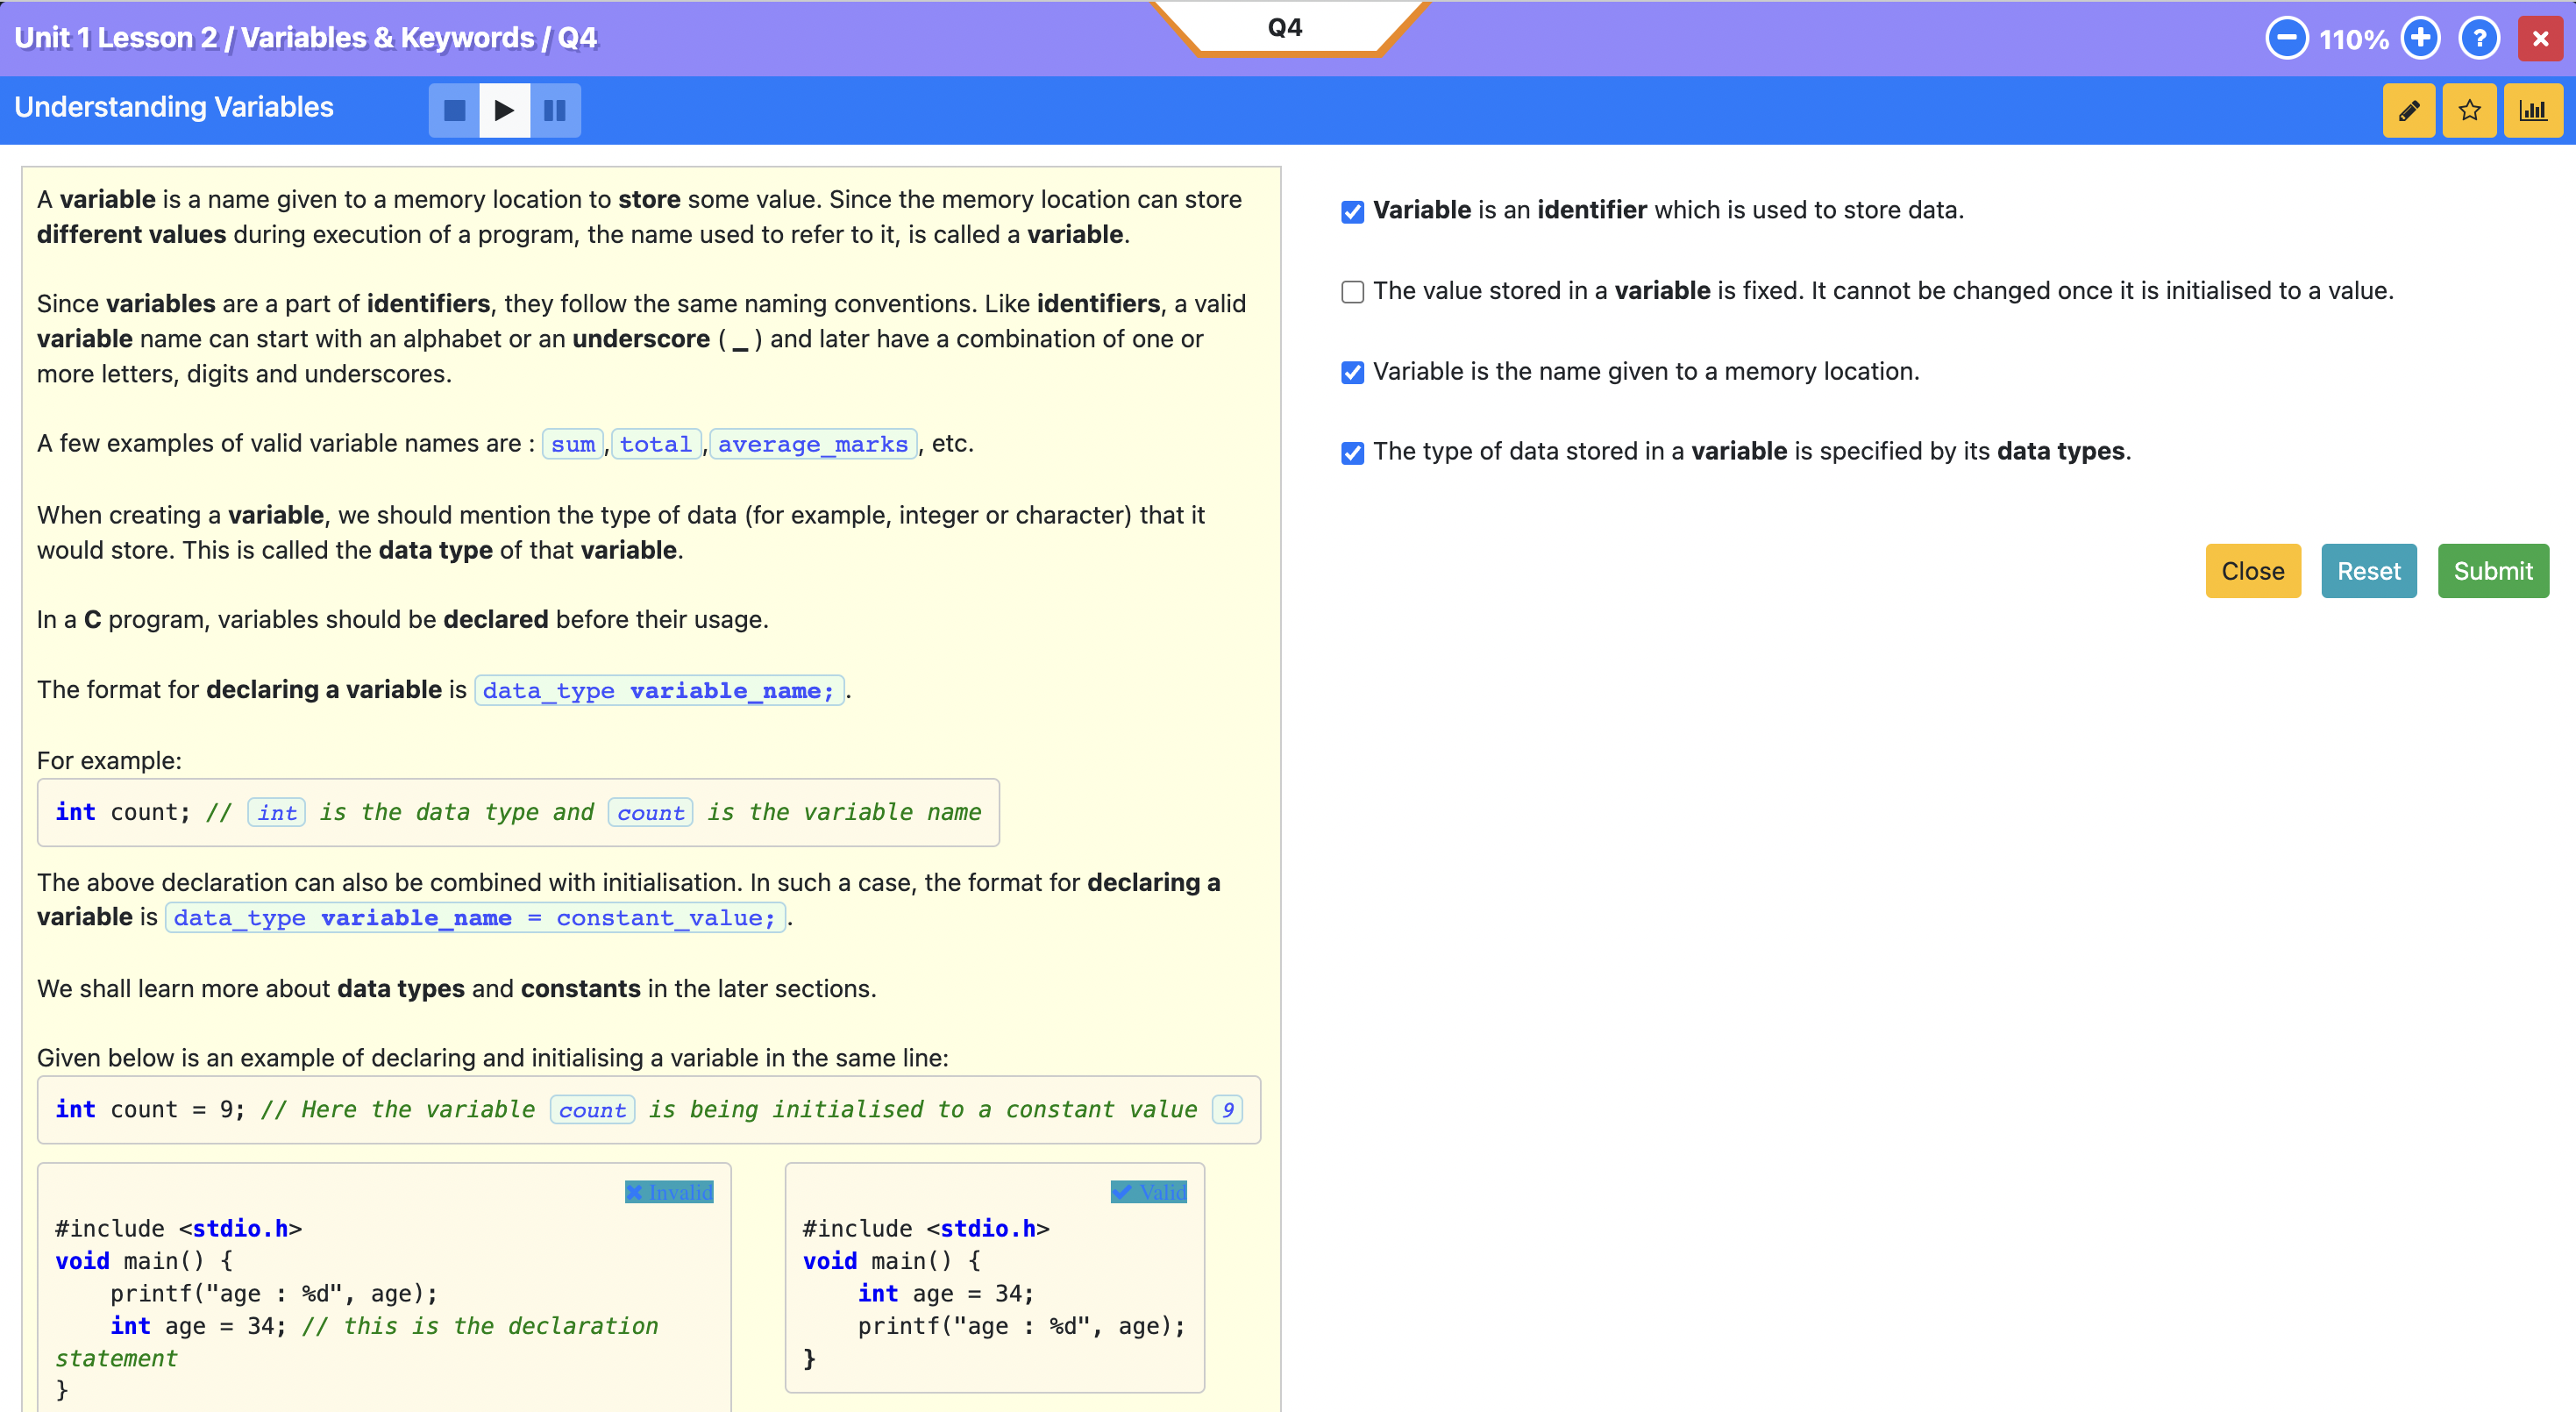 Unit 1 Lesson 2 / Variables & Keywords / Q4
Q4
110%
?
Understanding Variables
A variable is a name given to a memory location to store some value. Since the memory location can store
different values during execution of a program, the name used to refer to it, is called a variable.
Since variables are a part of identifiers, they follow the same naming conventions. Like identifiers, a valid
variable name can start with an alphabet or an underscore ( _ ) and later have a combination of one or
more letters, digits and underscores.
A few examples of valid variable names are : sum, total, average_marks, etc.
When creating a variable, we should mention the type of data (for example, integer or character) that it
would store. This is called the data type of that variable.
In a C program, variables should be declared before their usage.
The format for declaring a variable is data_type variable_name;.
For example:
int count; // int is the data type and count is the variable name
The above declaration can also be combined with initialisation. In such a case, the format for declaring a
variable is data_type variable_name = constant_value;.
We shall learn more about data types and constants in the later sections.
Given below is an example of declaring and initialising a variable in the same line:
int count = 9; // Here the variable count is being initialised to a constant value 9
Invalid
#include <stdio.h>
void main() {
printf("age : %d", age);
int age = 34; // this is the declaration
statement
}
Valid
#include <stdio.h>
void main() {
int age = 34;
printf("age : %d", age);
}
Variable is an identifier which is used to store data.
The value stored in a variable is fixed. It cannot be changed once it is initialised to a value.
Variable is the name given to a memory location.
The type of data stored in a variable is specified by its data types.
Close Reset Submit